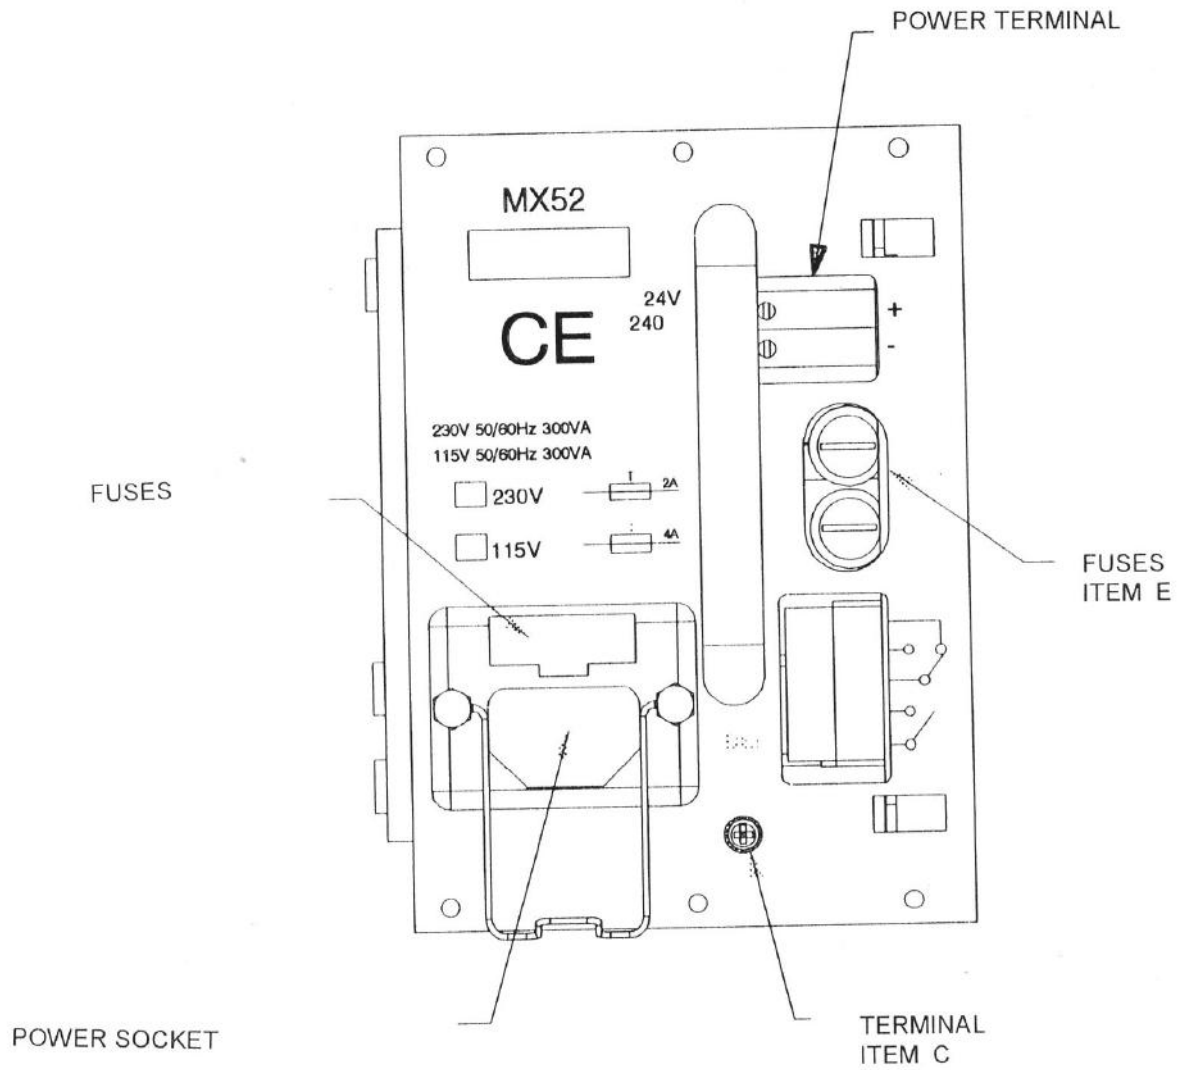 POWER TERMINAL
MX52
24V
240
CE
+
-
230V 50/60Hz 300VA
115V 50/60Hz 300VA
FUSES
230V
T
2A
115V
4A
FUSES
ITEM E
POWER SOCKET
TERMINAL
ITEM C